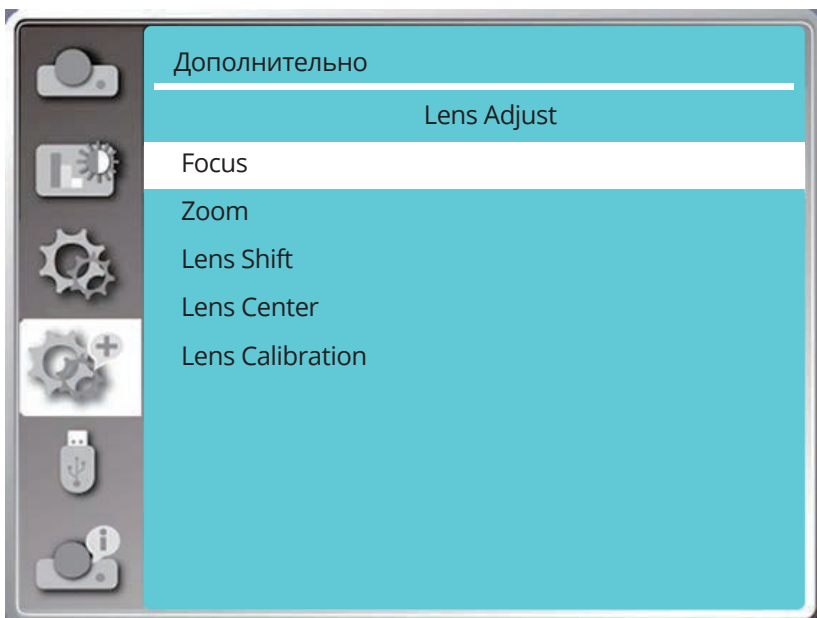 Дополнительно
Lens Adjust
Focus
Zoom
Lens Shift
Lens Center
Lens Calibration